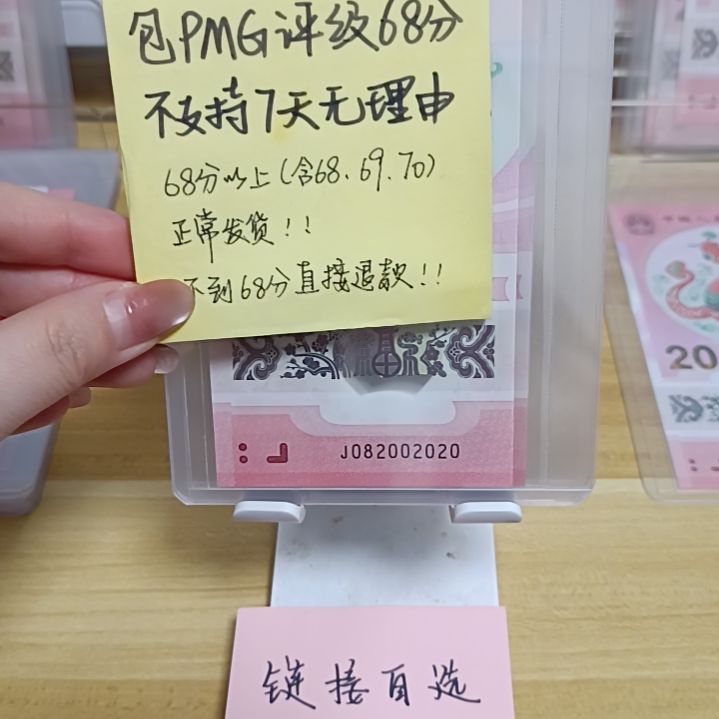 包PMG评级68分
不支持7天无理由
68分以上(含68.69.70)
正常发货!!
不到68分直接退款!!
福
J082002020
20
链接自选